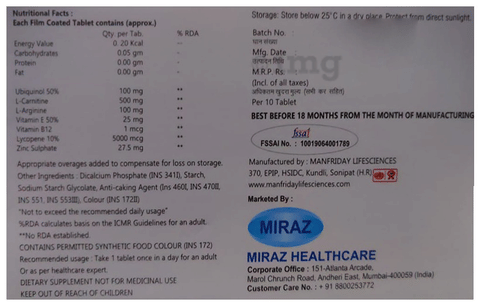 Nutritional Facts :
Each Film Coated Tablet contains (approx.)
Qty. per Tab. % RDA
Energy Value 0. 20 Kcal --
Carbohydrates 0.05 gm -
Protein 0.00 gm -
Fat 0.00 gm -
Ubiquinol 50% 100 mg **
L-Carnitine 500 mg **
L-Arginine 100 mg **
Vitamin E 50% 25 mg **
Vitamin B12 1 mcg **
Lycopene 10% 5000 mcg **
Zinc Sulphate 27.5 mg **
Appropriate overages added to compensate for loss on storage.
Other Ingredients : Dicalcium Phosphate (INS 341I), Starch,
Sodium Starch Glycolate, Anti-caking Agent (Ins 460I, INS 470II,
INS 551, INS 553III), Colour (INS 172II)
"Not to exceed the recommended daily usage"
%RDA calculates basis on the ICMR Guidelines for an adult.
**No RDA established.
CONTAINS PERMITTED SYNTHETIC FOOD COLOUR (INS 172)
Recommended usage : Take 1 tablet once in a day for an adult
Or as per healthcare expert.
DIETARY SUPPLEMENT NOT FOR MEDICINAL USE
KEEP OUT OF REACH OF CHILDREN
Storage: Store below 25°C in a dry place. Protect from direct sunlight.
Batch No. :
Mfg. Date :
उत्पादन तिथि
M.R.P. Rs:
(Incl. of all taxes)
अधिकतम खुदरा मूल्य (सभी कर सहित)
Per 10 Tablet
mg
BEST BEFORE 18 MONTHS FROM THE MONTH OF MANUFACTURING
fssai
FSSAI No. : 10019064001789
Manufactured by : MANFRIDAY LIFESCIENCES
370, EPIP, HSIDC, Kundli, Sonipat (H.R)
www.manfridaylifesciences.com
Marketed By :
MIRAZ
MIRAZ HEALTHCARE
Corporate Office : 151-Atlanta Arcade,
Marol Chrunch Road, Andheri East, Mumbai-400059 (India)
Customer Care No. : + 91 8800253772